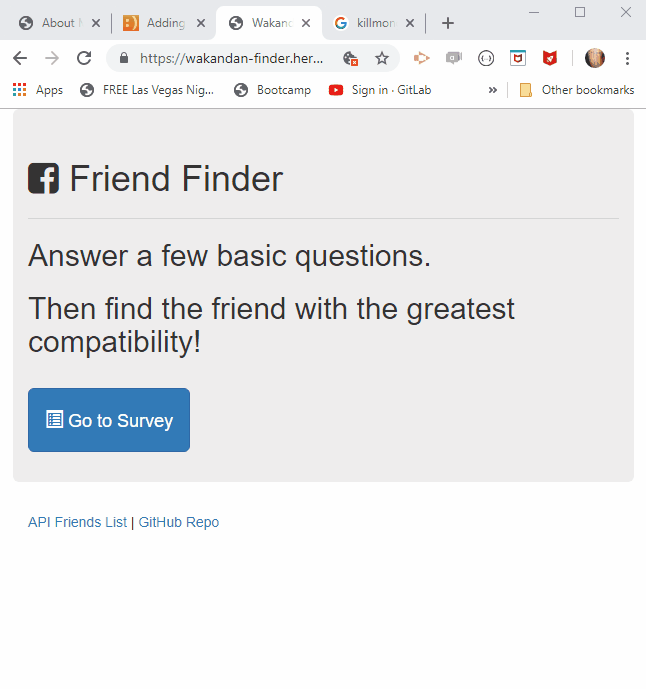 About M
Adding
Wakand
killmon
https://wakandan-finder.her...
Apps
FREE Las Vegas Nig...
Bootcamp
Sign in · GitLab
»
Other bookmarks
Friend Finder
Answer a few basic questions.
Then find the friend with the greatest
compatibility!
Go to Survey
API Friends List | GitHub Repo